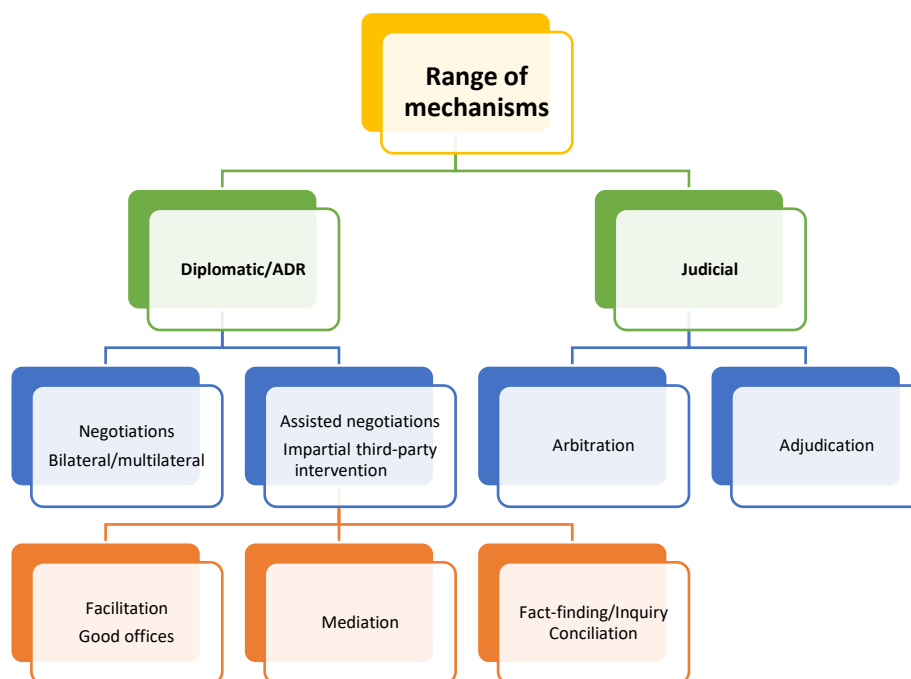 Range of
mechanisms
Diplomatic/ADR
Judicial
Negotiations
Bilateral/multilateral
Assisted negotiations
Impartial third-party
intervention
Arbitration
Adjudication
Facilitation
Good offices
Mediation
Fact-finding/Inquiry
Conciliation